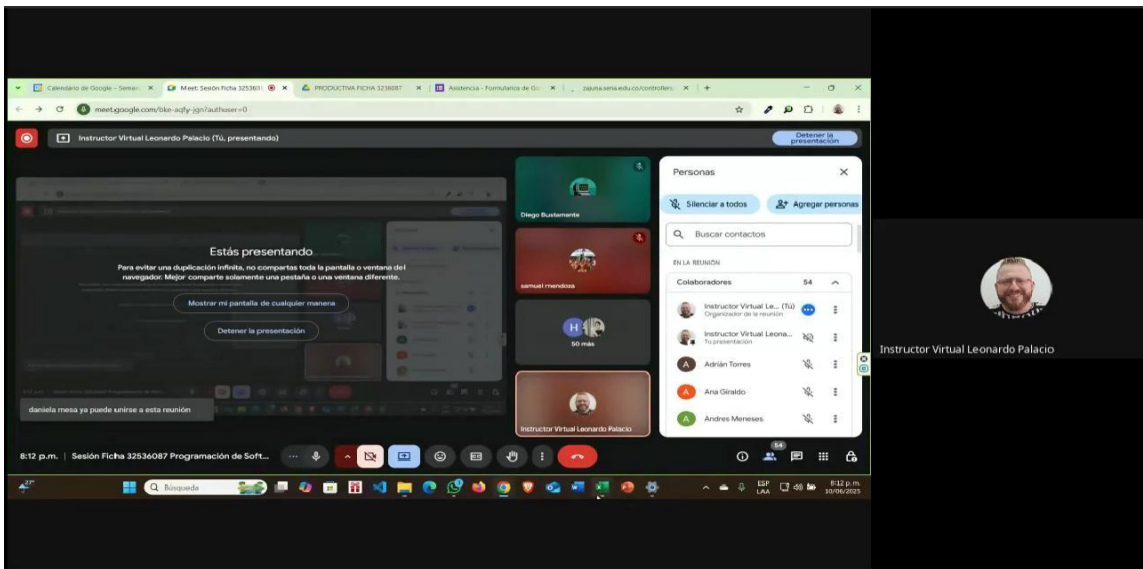 Calendario de Google - Seman
Meet: Sesión Ficha 3253601
PRODUCTIVA FICHA 3236087
Asistencia - Formularios de Go
zajuna.sena.edu.co/controllers
meet.google.com/bke-aqfy-jgn?authuser=0
Instructor Virtual Leonardo Palacio (Tú, presentando)
Detener la
presentación
Estás presentando
Para evitar una duplicación infinita, no compartas toda la pantalla o ventana del
navegador. Mejor comparte solamente una pestaña o una ventana diferente.
Mostrar mi pantalla de cualquier manera
Detener la presentación
daniela mesa ya puede unirse a esta reunión
Diego Bustamante
samuel mendoza
H
50 más
Instructor Virtual Leonardo Palacio
Personas
Silenciar a todos
Agregar personas
Buscar contactos
EN LA REUNIÓN
Colaboradores 54
Instructor Virtual Le... (Tú)
Organizador de la reunión
Instructor Virtual Leona...
Tu presentación
A Adrián Torres
A Ana Giraldo
A Andres Meneses
8:12 p.m. | Sesión Ficha 32536087 Programación de Soft...
54
27°
Búsqueda
ESP
LAA
8:12 p.m.
10/06/2025
Instructor Virtual Leonardo Palacio